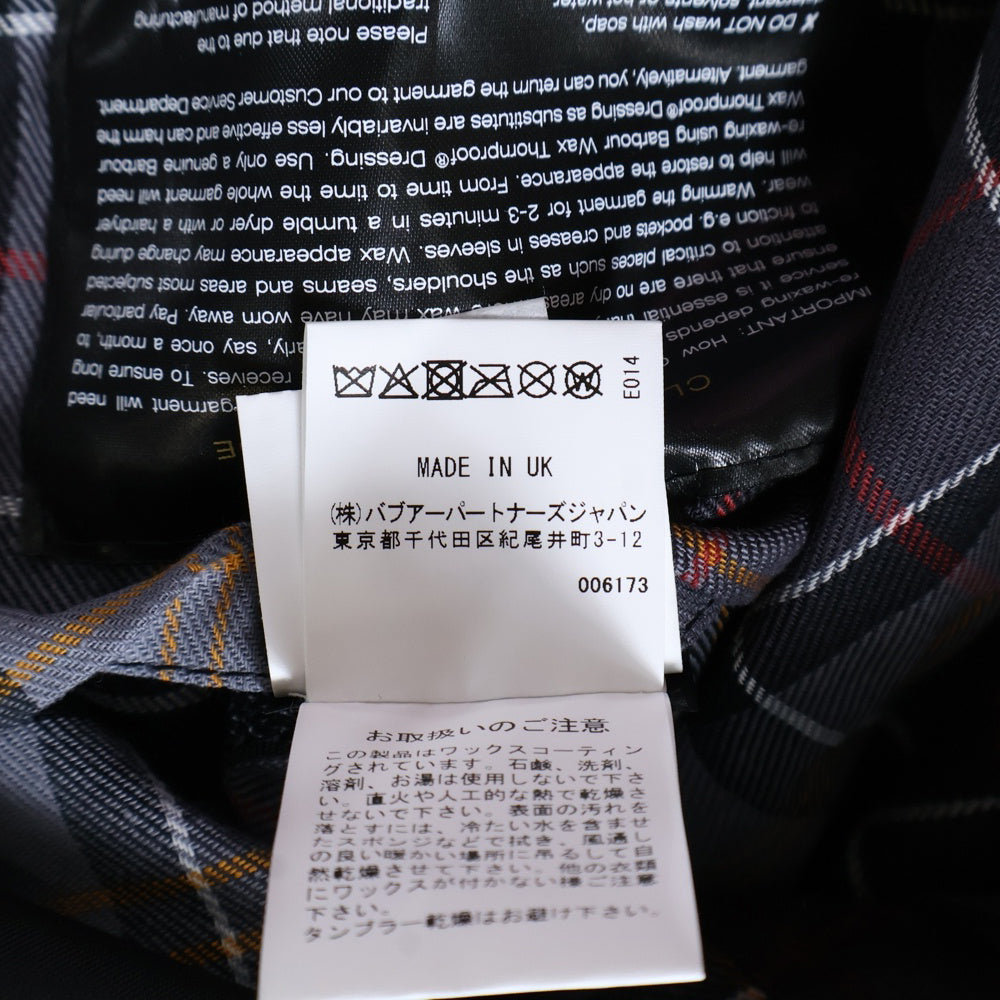 garment will need
receives. To ensure long
rly, say, once a month, to
wax may have worn away. Pay particular
such as the shoulders, seams and areas most subjected
and creases in sleeves. Wax appearance may change during
wear. Warming the garment for 2-3 minutes in a tumble dryer or with a hairdryer
will help to restore the appearance. From time to time the whole garment will need
re-waxing using Barbour Wax Thornproof® Dressing. Use only a genuine Barbour
Wax Thornproof® Dressing as substitutes are invariably less effective and can harm the
garment. Alternatively, you can return the garment to our Customer Service Department.
IMPORTANT: How
re-waxing it is essential
service it depends
ensure that there are no dry areas
attention to critical places
to friction e.g. pockets
X DO NOT wash with soap,
Please note that due to the
traditional method of manufacturing
E014
MADE IN UK
(株)バブアーパートナーズジャパン
東京都千代田区紀尾井町3-12
006173
お取扱いのご注意
この製品はワックスコーティン
グされています。石鹸、洗剤、
溶剤、お湯は使用しないで下さ
い。直火や人工的な熱で乾燥さ
せないで下さい。表面の汚れを
落とすには、冷たい水を含ませ
たスポンジなどで拭き、風通し
の良い暖かい場所に吊るして自
然乾燥させて下さい。他の衣類
にワックスが付かない様ご注意
下さい。
タンブラー乾燥はお避け下さい。